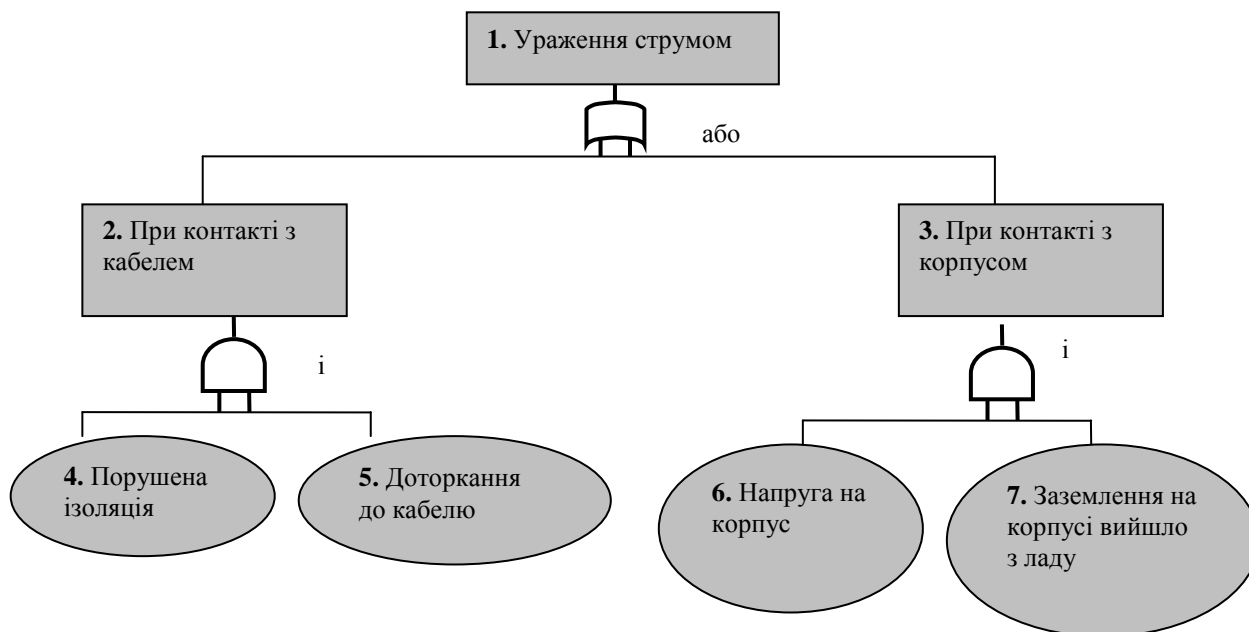 1. Ураження струмом
або
2. При контакті з
кабелем
3. При контакті з
корпусом
і
і
4. Порушена
ізоляція
5. Доторкання
до кабелю
6. Напруга на
корпус
7. Заземлення на
корпусі вийшло
з ладу